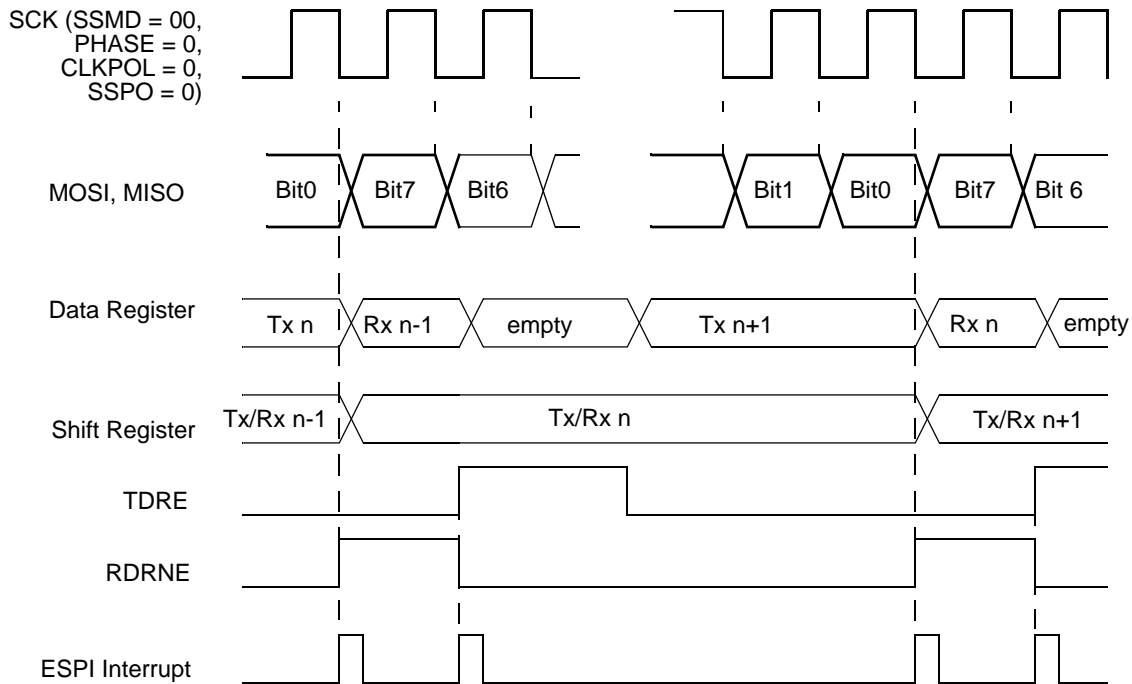 SCK (SSMD = 00,
PHASE = 0,
CLKPOL = 0,
SSPO = 0)
MOSI, MISO
Bit0
Bit7
Bit6
Bit1
Bit0
Bit7
Bit 6
Data Register
Tx n
Rx n-1
empty
Tx n+1
Rx n
empty
Shift Register
Tx/Rx n-1
Tx/Rx n
Tx/Rx n+1
TDRE
RDRNE
ESPI Interrupt